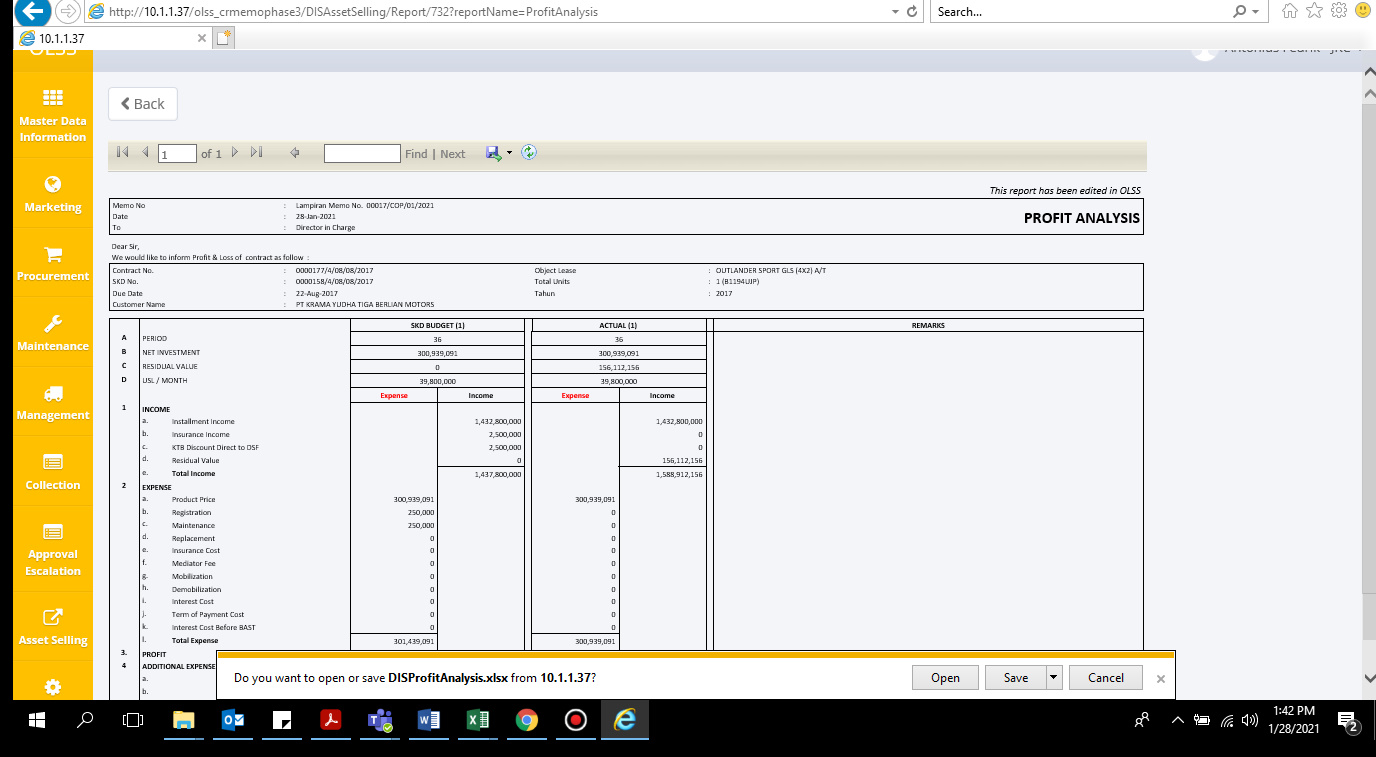 http://10.1.1.37/olss_crmemophase3/DISAssetSelling/Report/732?reportName=ProfitAnalysis
Search...
10.1.1.37
OLSS
Master Data Information
Marketing
Procurement
Maintenance
Management
Collection
Approval Escalation
Asset Selling
Back
1 of 1 Find | Next
This report has been edited in OLSS
Memo No : Lampiran Memo No. 00017/COP/01/2021
Date : 28-Jan-2021
To : Director in Charge
PROFIT ANALYSIS
Dear Sir,
We would like to inform Profit & Loss of contract as follow :
Contract No. : 0000177/4/08/08/2017 Object Lease : OUTLANDER SPORT GLS (4X2) A/T
SKD No. : 0000158/4/08/08/2017 Total Units : 1 (B1194UJP)
Due Date : 22-Aug-2017 Tahun : 2017
Customer Name : PT KRAMA YUDHA TIGA BERLIAN MOTORS
SKD BUDGET (1) ACTUAL (1) REMARKS
A PERIOD 36 36
B NET INVESTMENT 300,939,091 300,939,091
C RESIDUAL VALUE 0 156,112,156
D USL / MONTH 39,800,000 39,800,000
Expense Income Expense Income
1 INCOME
a. Installment Income 1,432,800,000 1,432,800,000
b. Insurance Income 2,500,000 0
c. KTB Discount Direct to DSF 2,500,000 0
d. Residual Value 0 156,112,156
e. Total Income 1,437,800,000 1,588,912,156
2 EXPENSE
a. Product Price 300,939,091 300,939,091
b. Registration 250,000 0
c. Maintenance 250,000 0
d. Replacement 0 0
e. Insurance Cost 0 0
f. Mediator Fee 0 0
g. Mobilization 0 0
h. Demobilization 0 0
i. Interest Cost 0 0
j. Term of Payment Cost 0 0
k. Interest Cost Before BAST 0 0
l. Total Expense 301,439,091 300,939,091
3. PROFIT
4 ADDITIONAL EXPENSE
a.
b.
Do you want to open or save DISProfitAnalysis.xlsx from 10.1.1.37?
Open
Save
Cancel
1:42 PM
1/28/2021
2